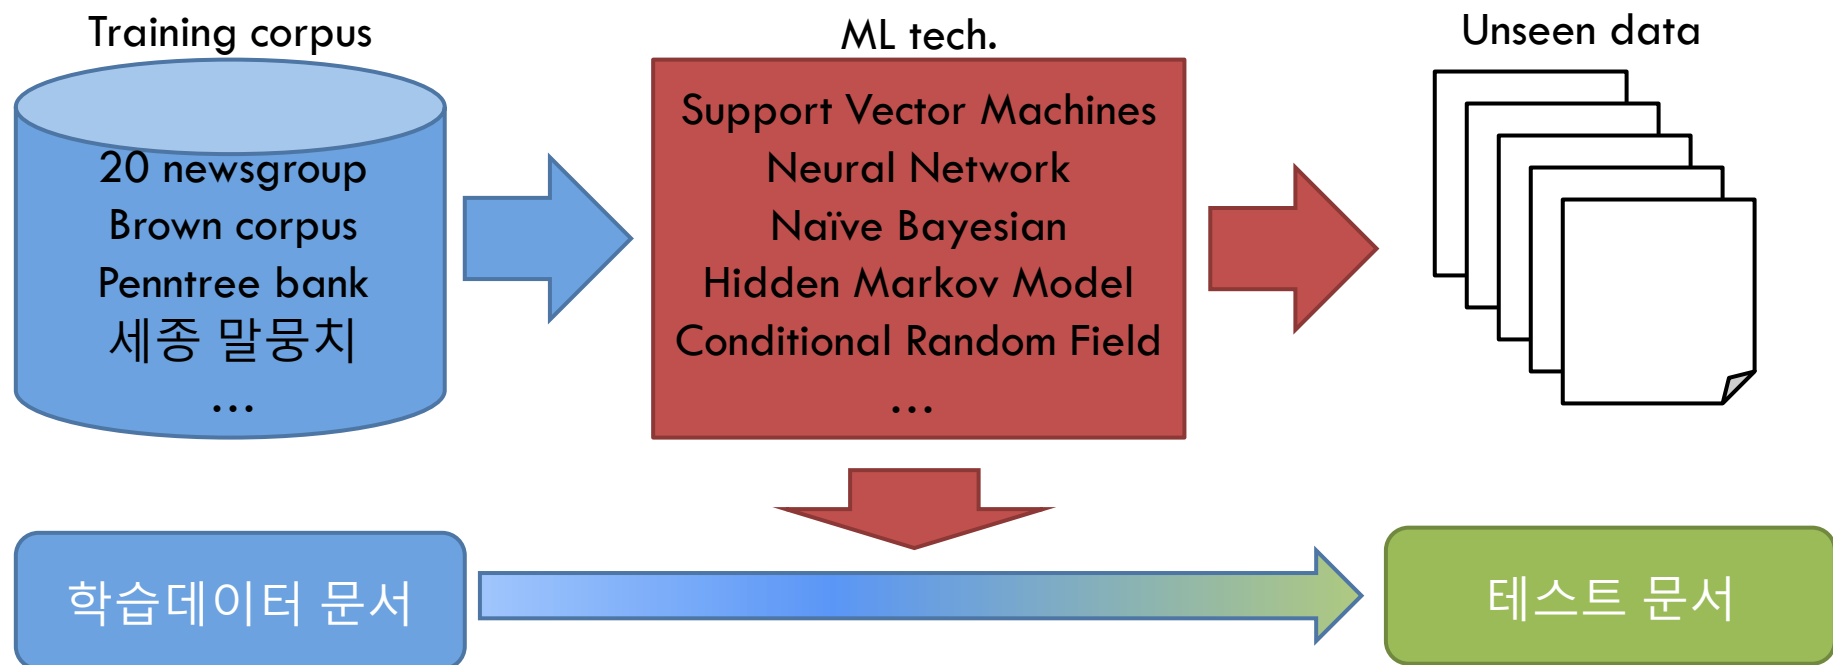 Training corpus
20 newsgroup
Brown corpus
Penntree bank
세종 말뭉치
...
ML tech.
Support Vector Machines
Neural Network
Naïve Bayesian
Hidden Markov Model
Conditional Random Field
...
Unseen data
학습데이터 문서
테스트 문서